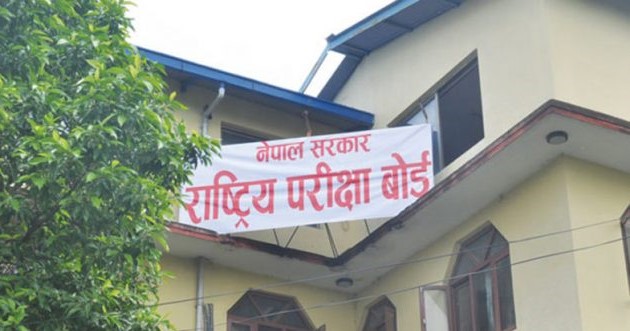 नेपाल सरकार
राष्ट्रिय परीक्षा बोर्ड